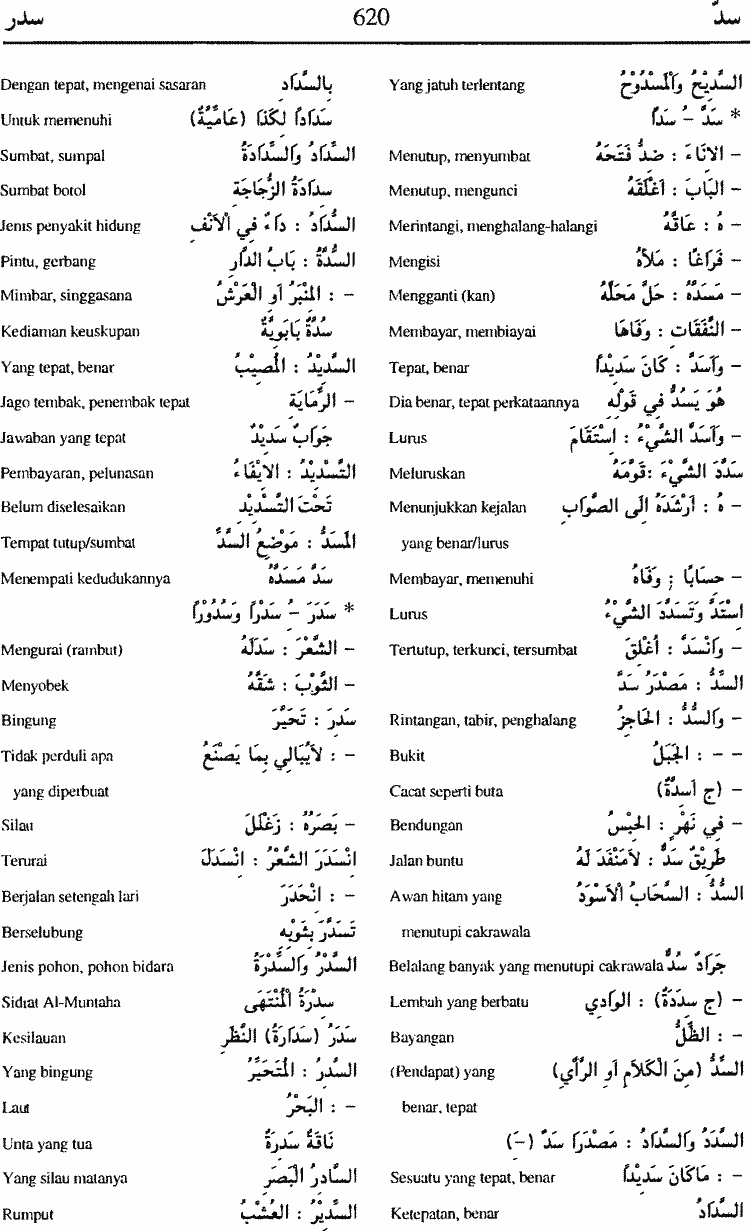 سدّ 620 سدر
السَّدِيْحُ وَالْمَسْدُوْحُ Yang jatuh terlentang
* سَدَّ – ُ سَدًّا
– الاِنَاءَ : ضِدُّ فَتَحَهُ Menutup, menyumbat
– البَابَ : أَغْلَقَهُ Menutup, mengunci
– هُ : عَاقَهُ Merintangi, menghalang-halangi
– فَرَاغًا : مَلأَهُ Mengisi
– مَسَدَّهُ : حَلَّ مَحَلَّهُ Mengganti (kan)
– النَّفَقَاتِ : وَفَاهَا Membayar, membiayai
– وَأَسَدَّ : كَانَ سَدِيْدًا Tepat, benar
هُوَ يَسِدُّ فِي قَوْلِهِ Dia benar, tepat perkataannya
– وَأَسَدَّ الشَّيْءُ : اسْتَقَامَ Lurus
سَدَّدَ الشَّيْءَ :قَوَّمَهُ Meluruskan
– هُ : أَرْشَدَهُ الَى الصَّوَابِ Menunjukkan kejalan
yang benar/lurus
– حِسَابًا : وَفَاهُ Membayar, memenuhi
اسْتَدَّ وَتَسَدَّدَ الشَّيْءُ Lurus
– وَانْسَدَّ : أُغْلِقَ Tertutup, terkunci, tersumbat
السَّدُّ : مَصْدَرُ سَدَّ
– وَالسُّدُّ : الحَاجِزُ Rintangan, tabir, penghalang
– – : الجَبَلُ Bukit
– (ج أَسِدَّةٌ) Cacat seperti buta
– فِي نَهْرٍ : الحِبْسُ Bendungan
طَرِيْقٌ سَدٌّ : لاَمَنْفَذَ لَهُ Jalan buntu
السُّدُّ : السَّحَابُ الأَسْوَدُ Awan hitam yang
menutupi cakrawala
جَرَادٌ سُدٌّ Belalang banyak yang menutupi cakrawala
– (ج سِدَدَةٌ) : الوَادِي Lembah yang berbatu
– : الظِّلُّ Bayangan
السَّدُّ (مِنَ الْكَلاَمِ أَوِ الرَّأْيِ) (Pendapat) yang
benar, tepat
السَّدَدُ وَالسَّدَادُ : مَصْدَرَا سَدَّ (–)
– : مَاكَانَ سَدِيْدًا Sesuatu yang tepat, benar
السَّدَادُ Ketepatan, benar
بِالسَّدَادِ Dengan tepat, mengenai sasaran
سَدَادًا لِكَذَا (عَامِّيَّةٌ) Untuk memenuhi
السِّدَادُ وَالسِّدَادَةُ Sumbat, sumpal
سِدَادَةُ الزُّجَاجَةِ Sumbat botol
السُّدَادُ : دَاءٌ فِي الأَنْفِ Jenis penyakit hidung
السُّدَّةُ : بَابُ الدَّارِ Pintu, gerbang
– : الْمِنْبَرُ أَوِ الْعَرْشُ Mimbar, singgasana
سُدَّةٌ بَابَوِيَّةٌ Kediaman keuskupan
السَّدِيْدُ : الْمُصِيْبُ Yang tepat, benar
– الرِّمَايَةِ Jago tembak, penembak tepat
جَوَابٌ سَدِيْدٌ Jawaban yang tepat
التَّسْدِيْدُ : الاِيْفَاءُ Pembayaran, pelunasan
تَحْتَ التَّسْدِيْدِ Belum diselesaikan
الْمَسَدُّ : مَوْضِعُ السَّدِّ Tempat tutup/sumbat
سَدَّ مَسَدَّهُ Menempati kedudukannya
* سَدَرَ – ُ سَدْرًا وَسُدُوْرًا
– الشَّعْرَ : سَدَلَهُ Mengurai (rambut)
– الثَّوْبَ : شَقَّهُ Menyobek
سَدِرَ : تَحَيَّرَ Bingung
– : لاَيُبَالِي بِمَا يَصْنَعُ Tidak perduli apa
yang diperbuat
– بَصَرُهُ : زَغْلَلَ Silau
انْسَدَرَ الشَّعْرُ : انْسَدَلَ Terurai
– : انْحَدَرَ Berjalan setengah lari
تَسَدَّرَ بِثَوْبِهِ Berselubung
السِّدْرُ وَالسِّدْرَةُ Jenis pohon, pohon bidara
سِدْرَةُ الْمُنْتَهَى Sidrat Al-Muntaha
سَدَرُ (سَدَارَةُ) النَّظَرِ Kesilauan
السَّدِرُ : الْمُتَحَيِّرُ Yang bingung
– : البَحْرُ Laut
نَاقَةٌ سَدِرَةٌ Unta yang tua
السَّادِرُ الْبَصَرِ Yang silau matanya
السَّدِيْرُ : العُشْبُ Rumput